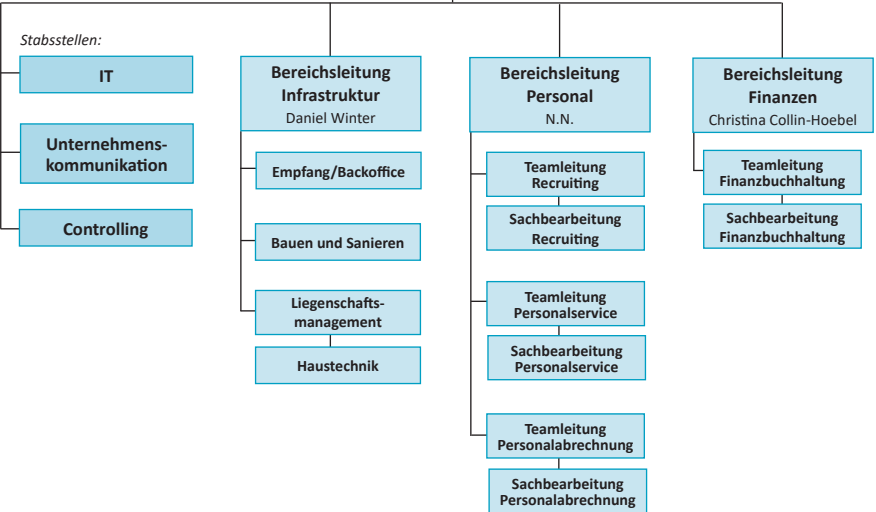 Stabsstellen:
IT
Unternehmens-
kommunikation
Controlling
Bereichsleitung
Infrastruktur
Daniel Winter
Empfang/Backoffice
Bauen und Sanieren
Liegenschafts-
management
Haustechnik
Bereichsleitung
Personal
N.N.
Teamleitung
Recruiting
Sachbearbeitung
Recruiting
Teamleitung
Personalservice
Sachbearbeitung
Personalservice
Teamleitung
Personalabrechnung
Sachbearbeitung
Personalabrechnung
Bereichsleitung
Finanzen
Christina Collin-Hoebel
Teamleitung
Finanzbuchhaltung
Sachbearbeitung
Finanzbuchhaltung